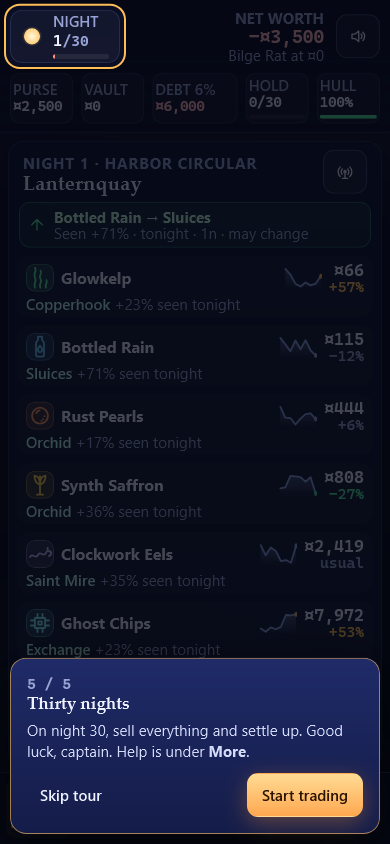 NIGHT
1/30
NET WORTH
−¤3,500
Bilge Rat at ¤0
PURSE
¤2,500
VAULT
¤0
DEBT 6%
¤6,000
HOLD
0/30
HULL
100%
NIGHT 1 · HARBOR CIRCULAR
Lanternquay
Bottled Rain → Sluices
Seen +71% · tonight · 1n · may change
Glowkelp
¤66
+57%
Copperhook +23% seen tonight
Bottled Rain
¤115
−12%
Sluices +71% seen tonight
Rust Pearls
¤444
+6%
Orchid +17% seen tonight
Synth Saffron
¤808
−27%
Orchid +36% seen tonight
Clockwork Eels
¤2,419
usual
Saint Mire +35% seen tonight
Ghost Chips
¤7,972
+53%
Exchange +23% seen tonight
5 / 5
Thirty nights
On night 30, sell everything and settle up. Good
luck, captain. Help is under More.
Skip tour
Start trading